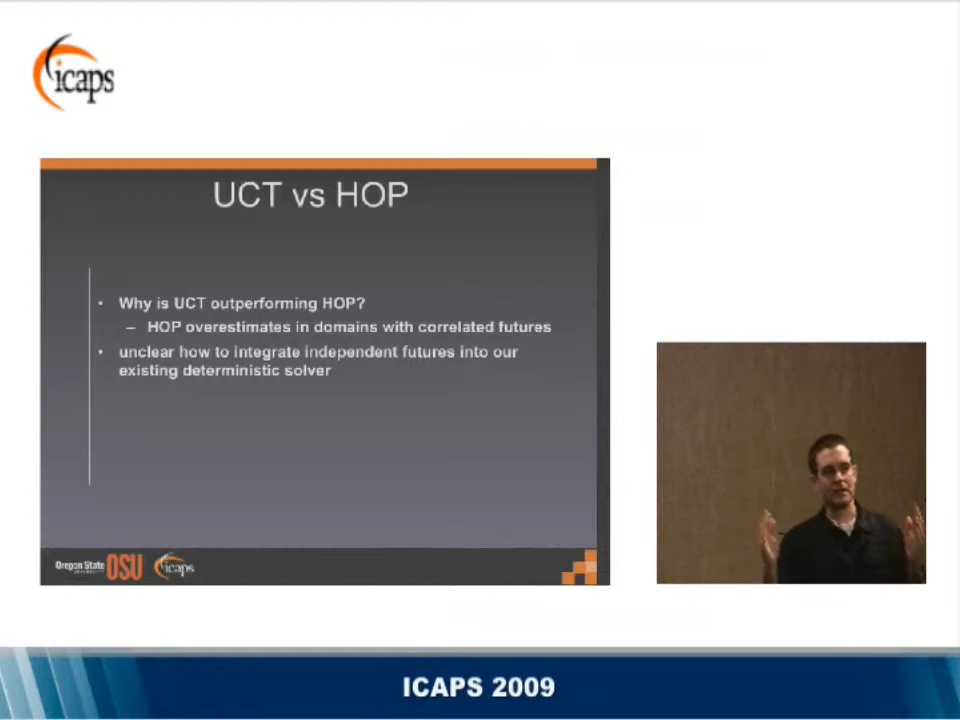 icaps
UCT vs HOP
• Why is UCT outperforming HOP?
– HOP overestimates in domains with correlated futures
• unclear how to integrate independent futures into our
existing deterministic solver
Oregon State
OSU
icaps
ICAPS 2009